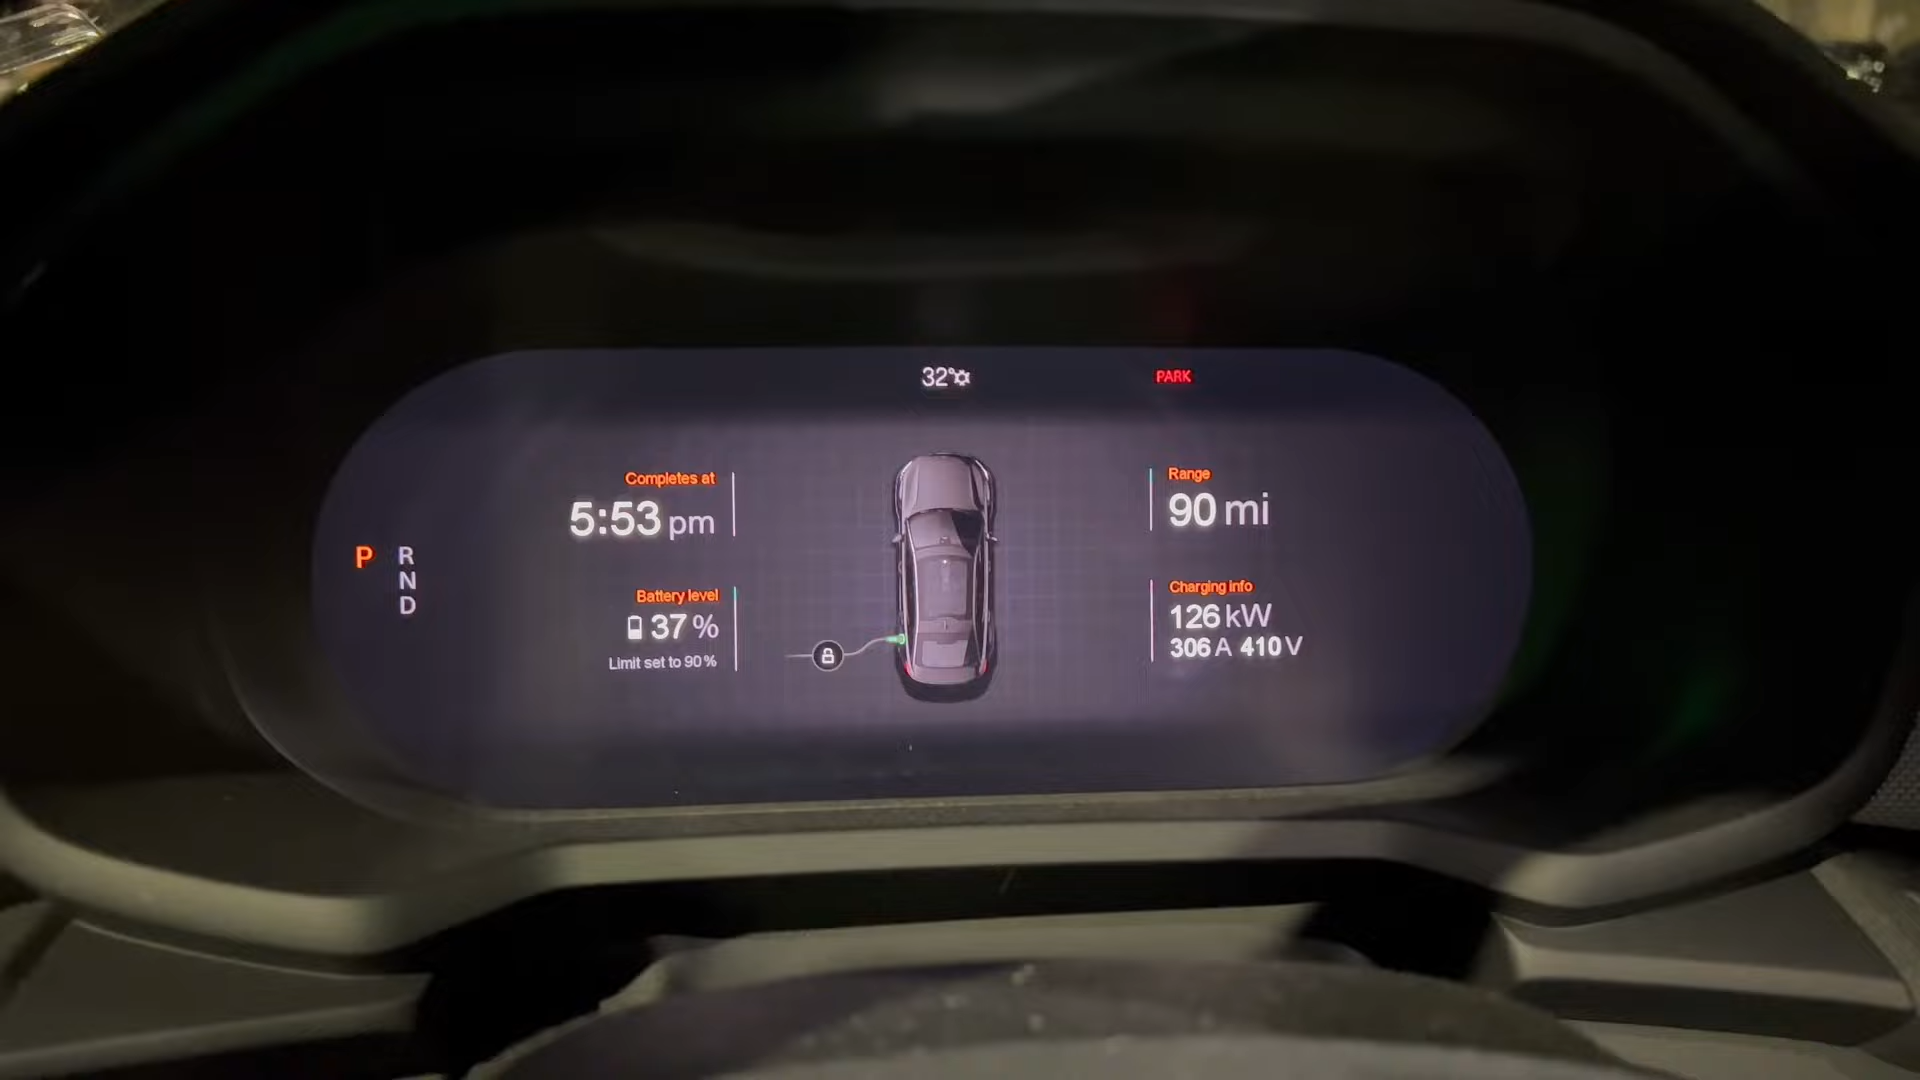 32°
PARK
Completes at
5:53 pm
Range
90 mi
P R
N
D
Battery level
37 %
Limit set to 90 %
Charging info
126 kW
306 A 410 V